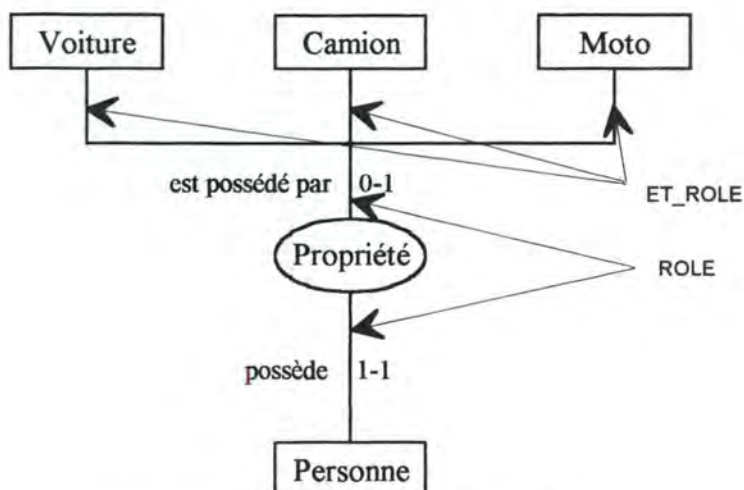 Voiture Camion Moto
est possédé par 0-1
ET_ROLE
Propriété
ROLE
possède 1-1
Personne